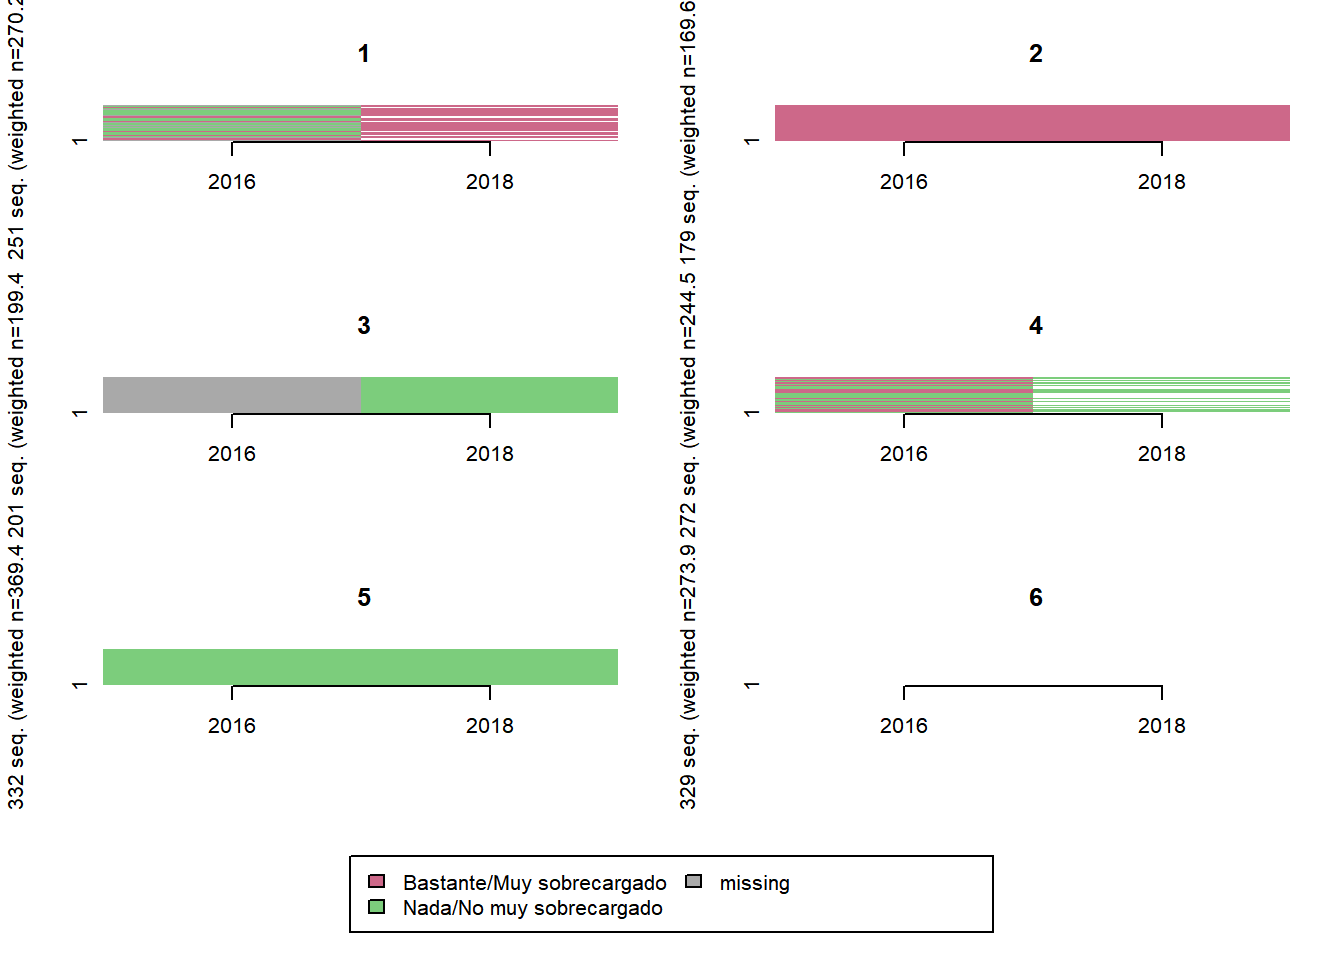 1
2
251 seq. (weighted n=270.2
179 seq. (weighted n=169.6
1
1
2016
2018
2016
2018
3
4
201 seq. (weighted n=199.4
272 seq. (weighted n=244.5
1
1
2016
2018
2016
2018
5
6
332 seq. (weighted n=369.4
329 seq. (weighted n=273.9
1
1
2016
2018
2016
2018
Bastante/Muy sobrecargado
missing
Nada/No muy sobrecargado